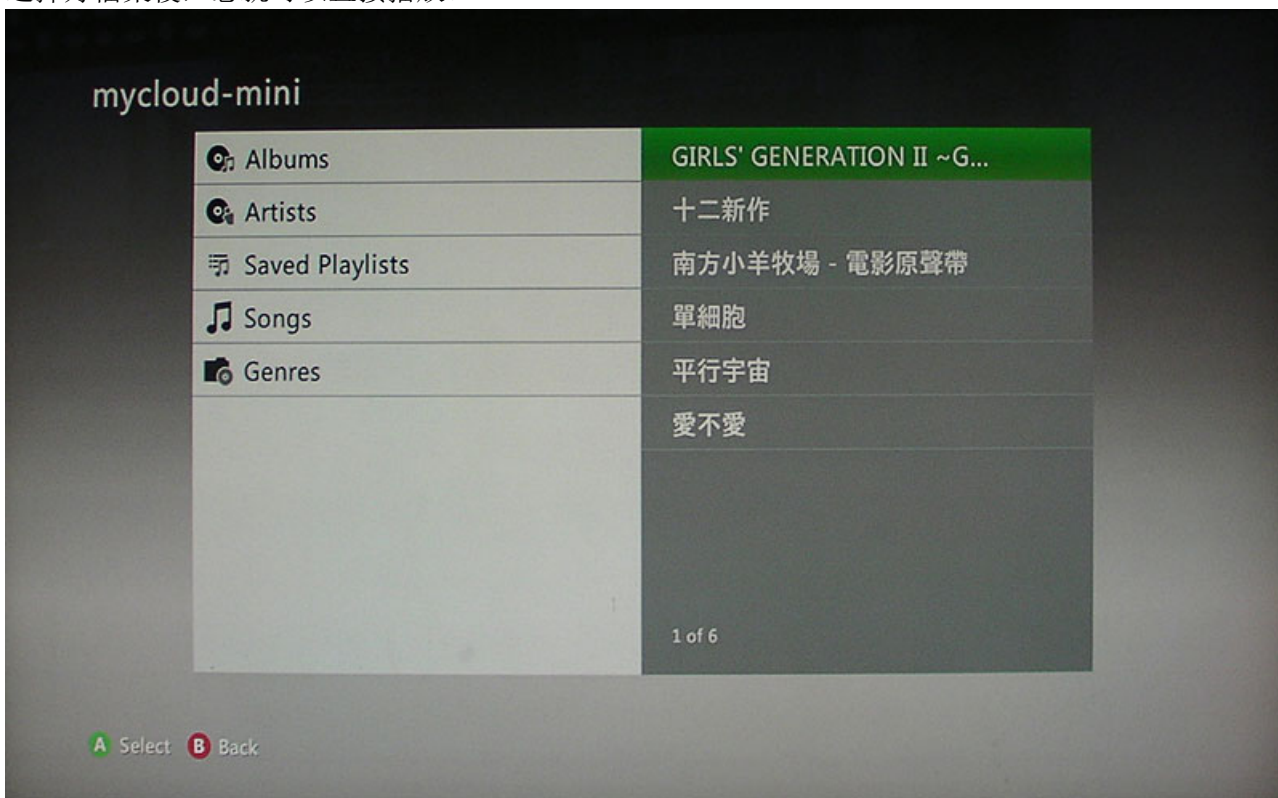 mycloud-mini
Albums
Artists
Saved Playlists
Songs
Genres
GIRLS' GENERATION II ~G...
十二新作
南方小羊牧場 - 電影原聲帶
單細胞
平行宇宙
愛不愛
1 of 6
A Select B Back